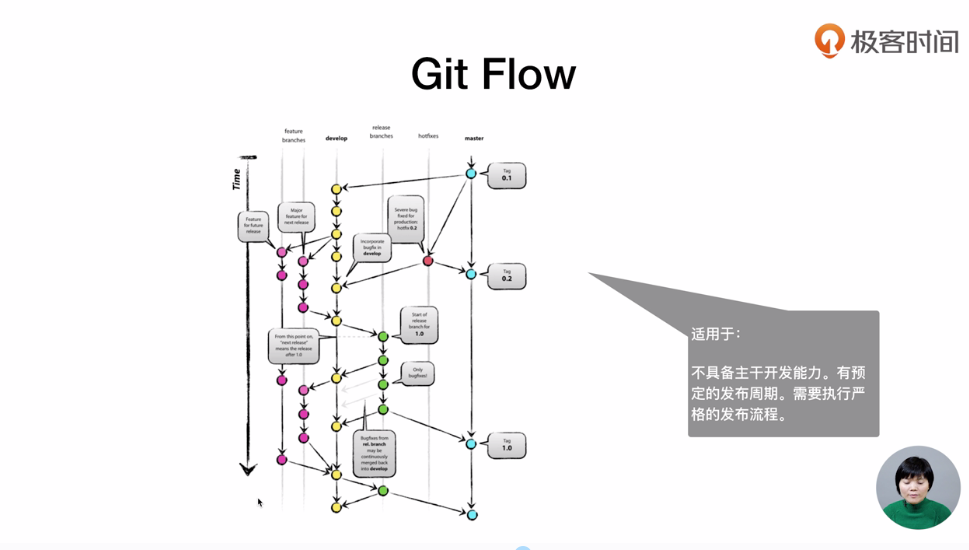 极客时间
Git Flow
feature
branches
develop
release
branches
hotfixes
master
Time
Tag
0.1
Feature
for future
release
Major
feature for
next release
Severe bug
fixed for
production:
hotfix 0.2
Incorporate
bugfix in
develop
Tag
0.2
Start of
release
branch for
1.0
From this point on,
"next release"
means the release
after 1.0
Only
bugfixes!
Tag
1.0
Bugfixes from
rel. branch
may be
continuously
merged back
into develop
适用于：
不具备主干开发能力。有预
定的发布周期。需要执行严
格的发布流程。